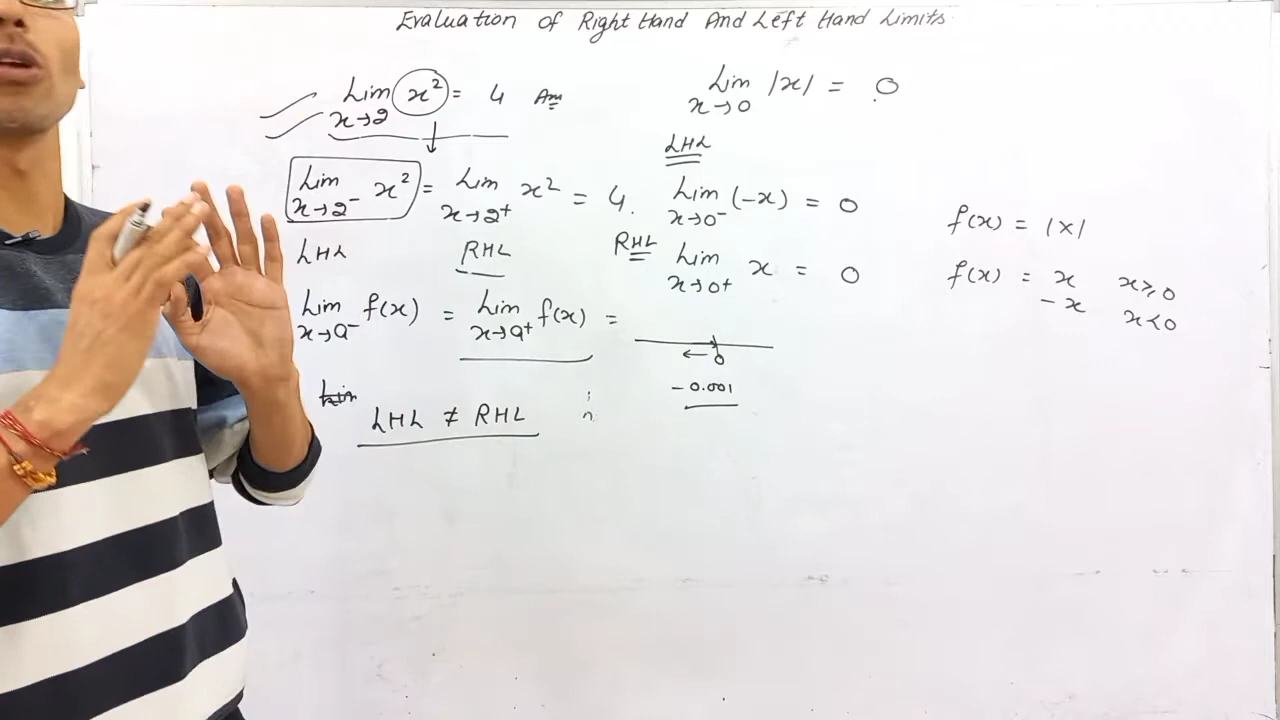 Evaluation of Right Hand And Left Hand Limits.
Lim x→2 x² = 4 Ans
Lim x→2⁻ x² = Lim x→2⁺ x² = 4.
LHL RHL
Lim x→a⁻ f(x) = Lim x→a⁺ f(x) =
LHL ≠ RHL
Lim x→0 |x| = 0
LHL
Lim x→0⁻ (-x) = 0
RHL Lim x→0⁺ x = 0
0
-0.001
f(x) = |x|
f(x) = x x≥0
-x x<0